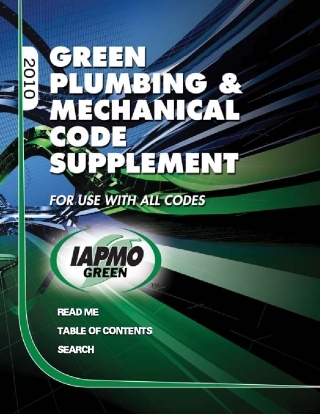 2010
GREEN
PLUMBING &
MECHANICAL
CODE
SUPPLEMENT
FOR USE WITH ALL CODES
IAPMO
GREEN
READ ME
TABLE OF CONTENTS
SEARCH